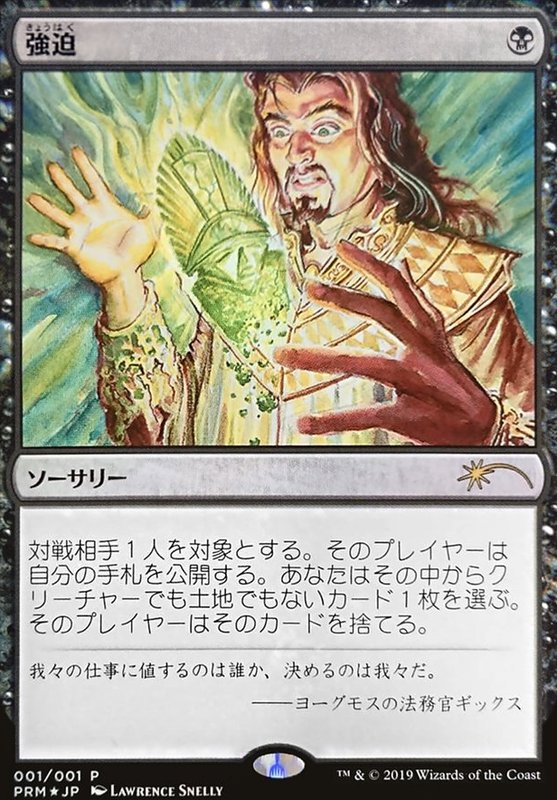 きょうはく
強迫
ソーサリー
対戦相手１人を対象とする。そのプレイヤーは
自分の手札を公開する。あなたはその中からク
リーチャーでも土地でもないカード１枚を選ぶ。
そのプレイヤーはそのカードを捨てる。
我々の仕事に値するのは誰か、決めるのは我々だ。
――ヨーグモスの法務官ギックス
001/001 P
PRM★JP LAWRENCE SNELLY
™ & © 2019 Wizards of the Coast